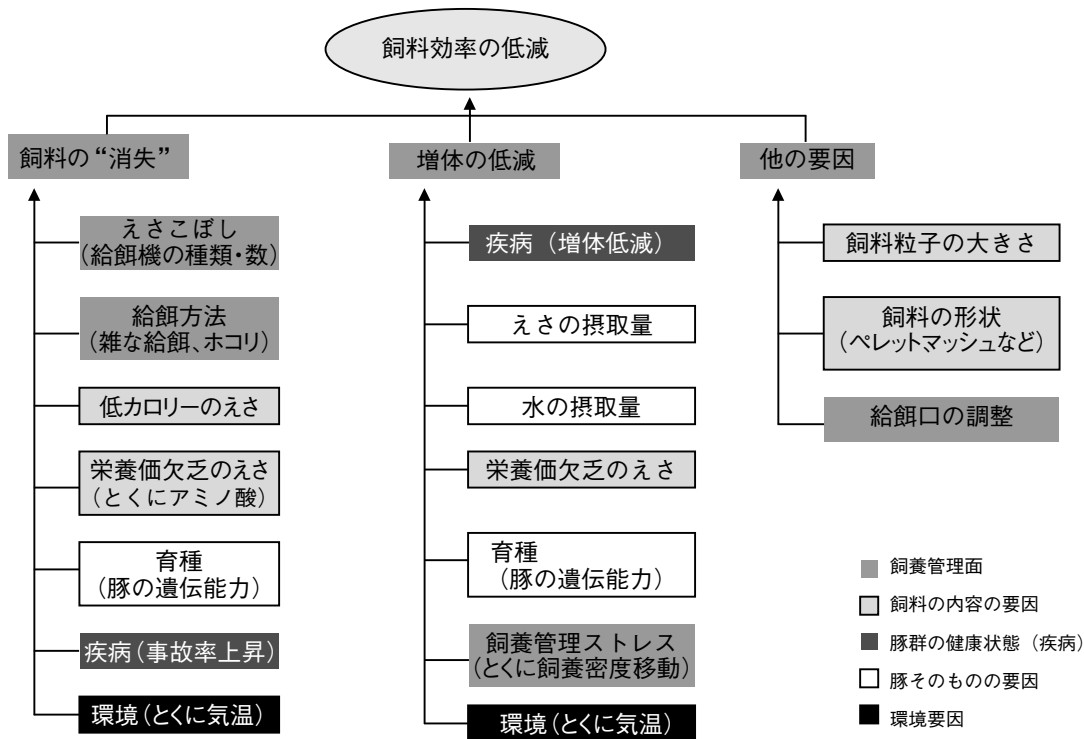 飼料効率の低減
飼料の“消失”
えさこぼし
(給餌機の種類・数)
給餌方法
(雑な給餌、ホコリ)
低カロリーのえさ
栄養価欠乏のえさ
(とくにアミノ酸)
育種
(豚の遺伝能力)
疾病(事故率上昇)
環境(とくに気温)
増体の低減
疾病(増体低減)
えさの摂取量
水の摂取量
栄養価欠乏のえさ
育種
(豚の遺伝能力)
飼養管理ストレス
(とくに飼養密度移動)
環境(とくに気温)
他の要因
飼料粒子の大きさ
飼料の形状
(ペレットマッシュなど)
給餌口の調整
飼養管理面
飼料の内容の要因
豚群の健康状態(疾病)
豚そのものの要因
環境要因